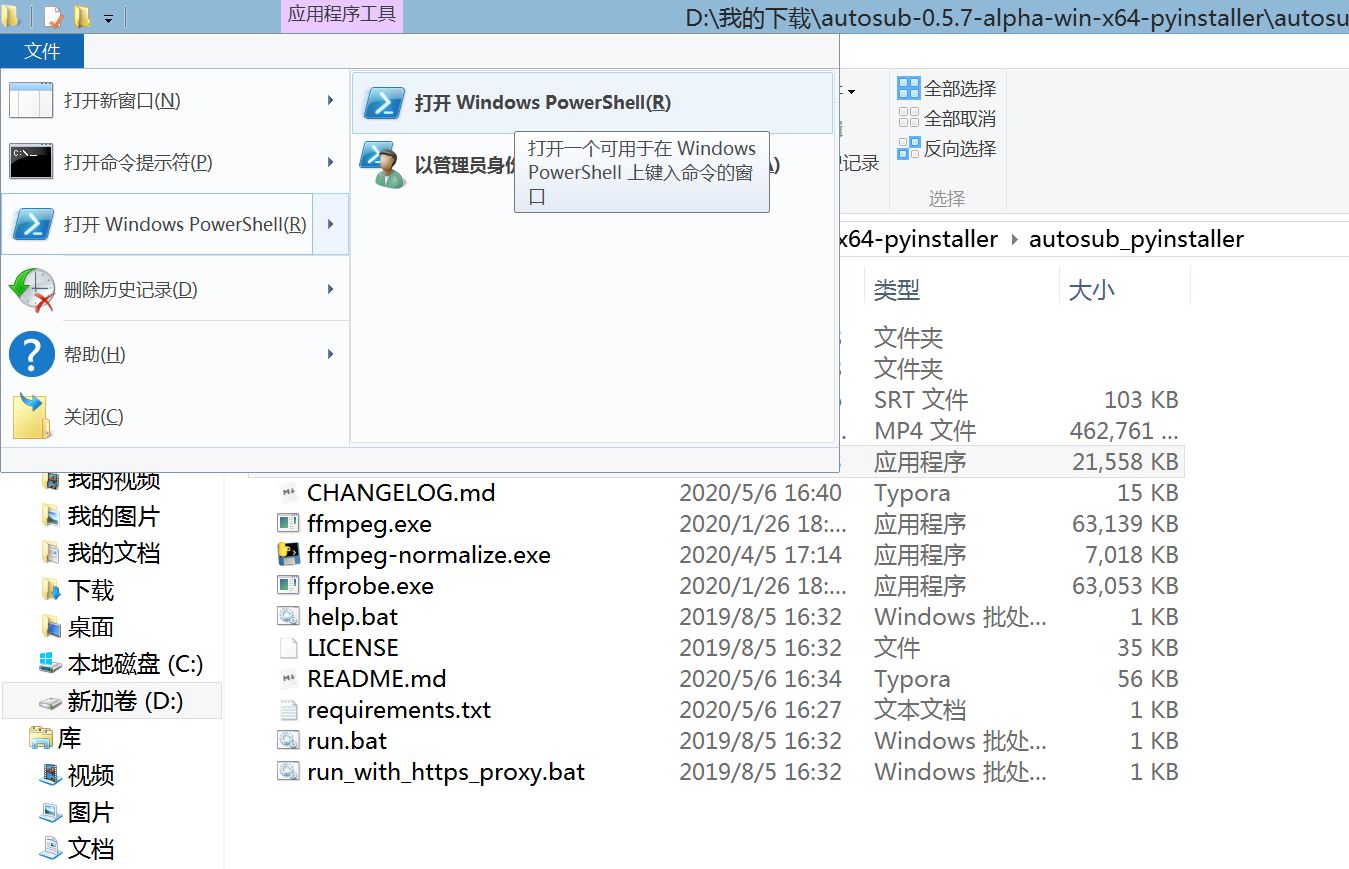 应用程序工具
D:\我的下载\autosub-0.5.7-alpha-win-x64-pyinstaller\autosu
文件
打开新窗口(N)
打开命令提示符(P)
打开 Windows PowerShell(R)
删除历史记录(D)
帮助(H)
关闭(C)
打开 Windows PowerShell(R)
以管理员身份
打开一个可用于在 Windows
PowerShell 上键入命令的窗
口
记录
全部选择
全部取消
反向选择
选择
x64-pyinstaller
autosub_pyinstaller
类型 大小
文件夹
文件夹
SRT 文件 103 KB
MP4 文件 462,761 ...
应用程序 21,558 KB
CHANGELOG.md 2020/5/6 16:40 Typora 15 KB
ffmpeg.exe 2020/1/26 18:... 应用程序 63,139 KB
ffmpeg-normalize.exe 2020/4/5 17:14 应用程序 7,018 KB
ffprobe.exe 2020/1/26 18:... 应用程序 63,053 KB
help.bat 2019/8/5 16:32 Windows 批处... 1 KB
LICENSE 2019/8/5 16:32 文件 35 KB
README.md 2020/5/6 16:34 Typora 56 KB
requirements.txt 2020/5/6 16:27 文本文档 1 KB
run.bat 2019/8/5 16:32 Windows 批处... 1 KB
run_with_https_proxy.bat 2019/8/5 16:32 Windows 批处... 1 KB
我的视频
我的图片
我的文档
下载
桌面
本地磁盘 (C:)
新加卷 (D:)
库
视频
图片
文档